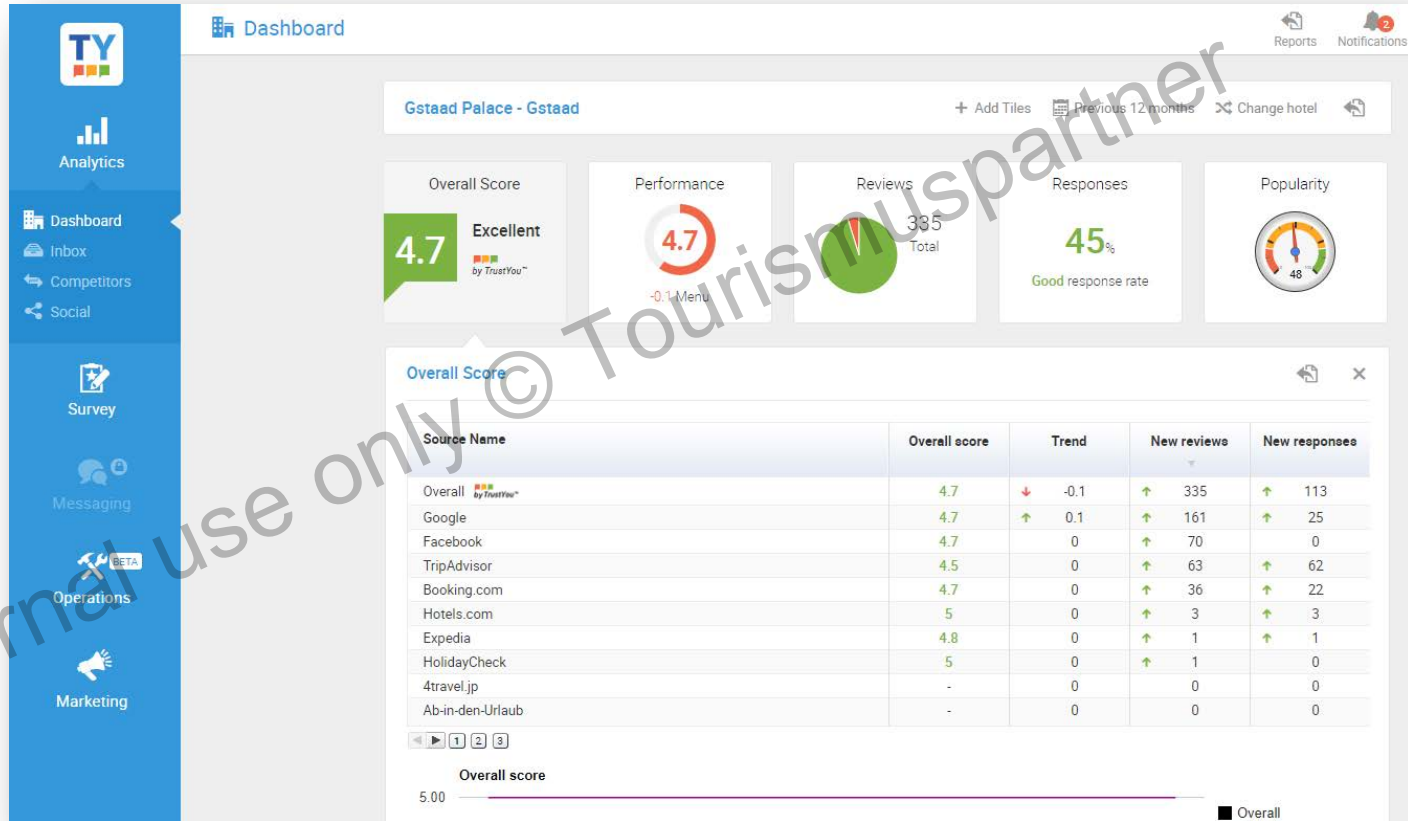 TY
Dashboard
Reports
Notifications
2
Analytics
Dashboard
Inbox
Competitors
Social
Survey
Messaging
BETA
Operations
Marketing
Gstaad Palace - Gstaad
+ Add Tiles Previous 12 months Change hotel
Overall Score
4.7
Excellent
by TrustYou™
Performance
4.7
-0.1 Menu
Reviews
335
Total
Responses
45%
Good response rate
Popularity
48
Overall Score
Source Name Overall score Trend New reviews New responses
Overall by TrustYou™ 4.7 -0.1 335 113
Google 4.7 0.1 161 25
Facebook 4.7 0 70 0
TripAdvisor 4.5 0 63 62
Booking.com 4.7 0 36 22
Hotels.com 5 0 3 3
Expedia 4.8 0 1 1
HolidayCheck 5 0 1 0
4travel.jp - 0 0 0
Ab-in-den-Urlaub - 0 0 0
1 2 3
Overall score
5.00
Overall
rnal use only © Tourismuspartner